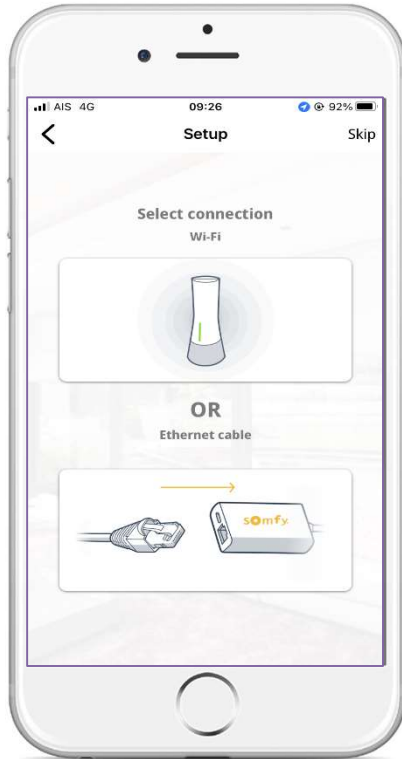 AIS 4G 09:26 92%
Setup Skip
Select connection
Wi-Fi
OR
Ethernet cable
somfy.